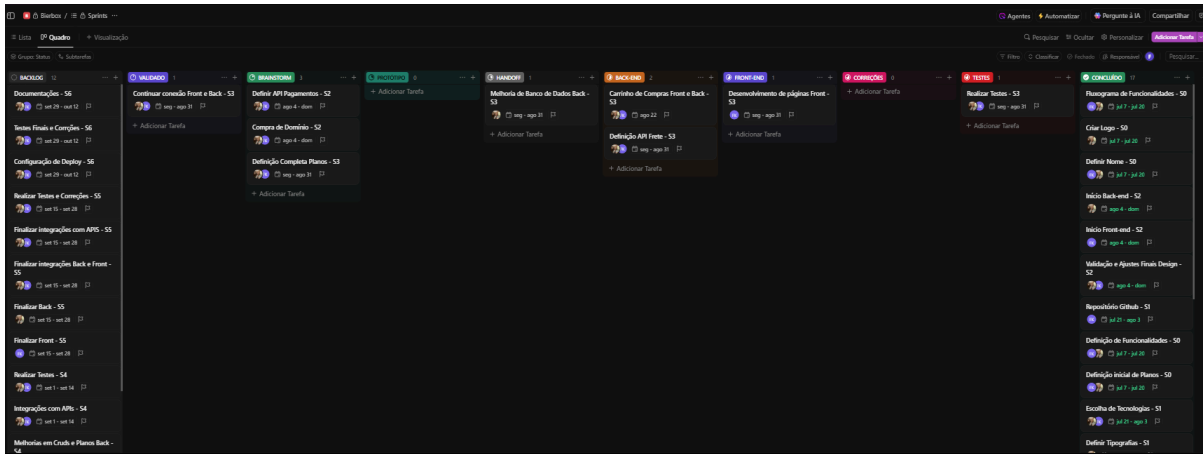 Bierbox / Sprints ...
Agentes Automatizar Pergunte à IA Compartilhar
Lista Quadro + Visualização
Pesquisar Ocultar Personalizar Adicionar Tarefa
Grupo: Status Subtarefas
Filtro Classificar Fechado Responsável Pesquisar...
BACKLOG 12
Documentações - S6
set 29 - out 12
Testes Finais e Corrções - S6
set 29 - out 12
Configuração de Deploy - S6
set 29 - out 12
Realizar Testes e Correções - S5
set 15 - set 28
Finalizar integrações com APIS - S5
set 15 - set 28
Finalizar integrações Back e Front -
S5
set 15 - set 28
Finalizar Back - S5
set 15 - set 28
Finalizar Front - S5
set 15 - set 28
Realizar Testes - S4
set 1 - set 14
Integrações com APIs - S4
set 1 - set 14
Melhorias em Cruds e Planos Back -
S4
VALIDADO 1
Continuar conexão Front e Back - S3
seg - ago 31
+ Adicionar Tarefa
BRAINSTORM 3
Definir API Pagamentos - S2
ago 4 - dom
Compra de Domínio - S2
ago 4 - dom
Definição Completa Planos - S3
seg - ago 31
+ Adicionar Tarefa
PROTÓTIPO 0
+ Adicionar Tarefa
HANDOFF 1
Melhoria de Banco de Dados Back -
S3
seg - ago 31
+ Adicionar Tarefa
BACK-END 2
Carrinho de Compras Front e Back -
S3
ago 22
Definição API Frete - S3
seg - ago 31
+ Adicionar Tarefa
FRONT-END 1
Desenvolvimento de páginas Front -
S3
seg - ago 31
+ Adicionar Tarefa
CORREÇÕES 0
+ Adicionar Tarefa
TESTES 1
Realizar Testes - S3
seg - ago 31
+ Adicionar Tarefa
CONCLUÍDO 17
Fluxograma de Funcionalidades - S0
jul 7 - jul 20
Criar Logo - S0
jul 7 - jul 20
Definir Nome - S0
jul 7 - jul 20
Início Back-end - S2
ago 4 - dom
Início Front-end - S2
ago 4 - dom
Validação e Ajustes Finais Design -
S2
ago 4 - dom
Repositório Github - S1
jul 21 - ago 3
Definição de Funcionalidades - S0
jul 7 - jul 20
Definição inicial de Planos - S0
jul 7 - jul 20
Escolha de Tecnologias - S1
jul 21 - ago 3
Definir Tipografias - S1